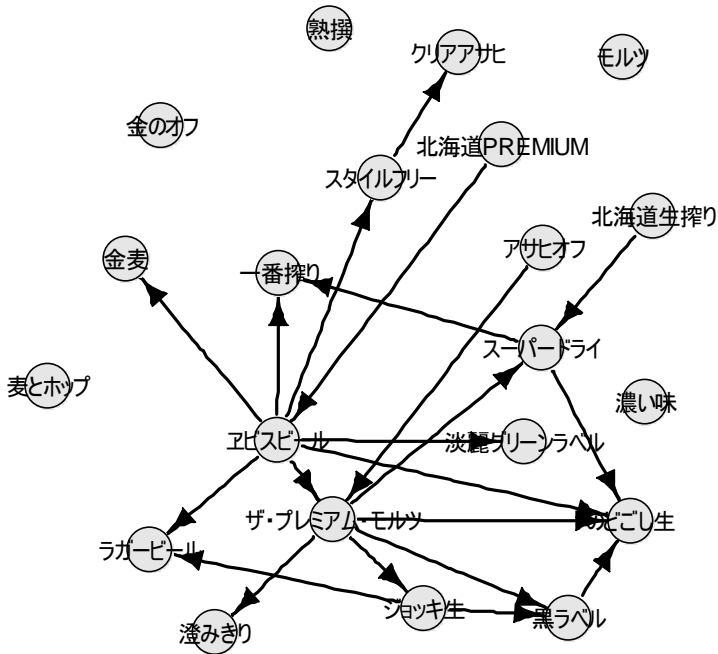 熟撰
クリアアサヒ
モルツ
金のオフ
北海道PREMIUM
スタイルフリー
北海道生搾り
アサヒオフ
金麦
一番搾り
スーパードライ
麦とホップ
濃い味
ヱビスビール
淡麗グリーンラベル
ザ・プレミアム・モルツ
のどごし生
ラガービール
ジョッキ生
黒ラベル
澄みきり